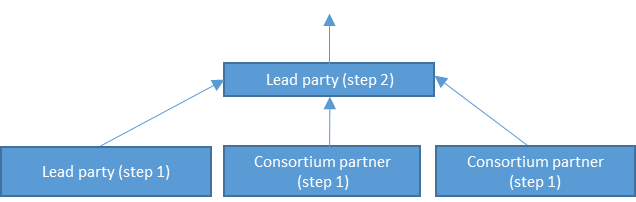 Lead party (step 2)
Lead party (step 1)
Consortium partner
(step 1)
Consortium partner
(step 1)